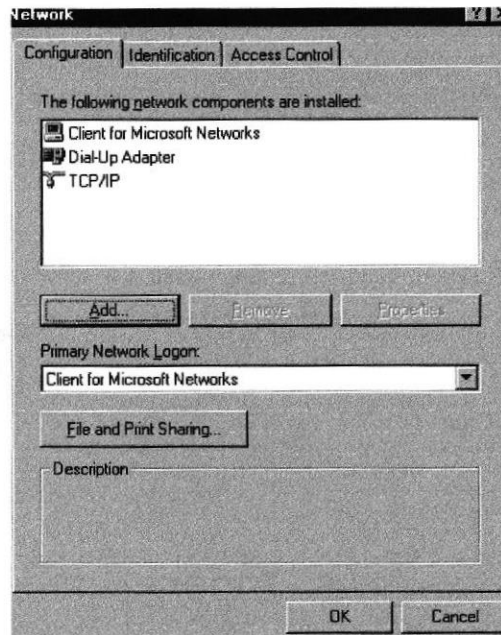 Network
Configuration Identification Access Control
The following network components are installed:
Client for Microsoft Networks
Dial-Up Adapter
TCP/IP
Add... Remove Properties
Primary Network Logon:
Client for Microsoft Networks
File and Print Sharing...
Description
OK Cancel